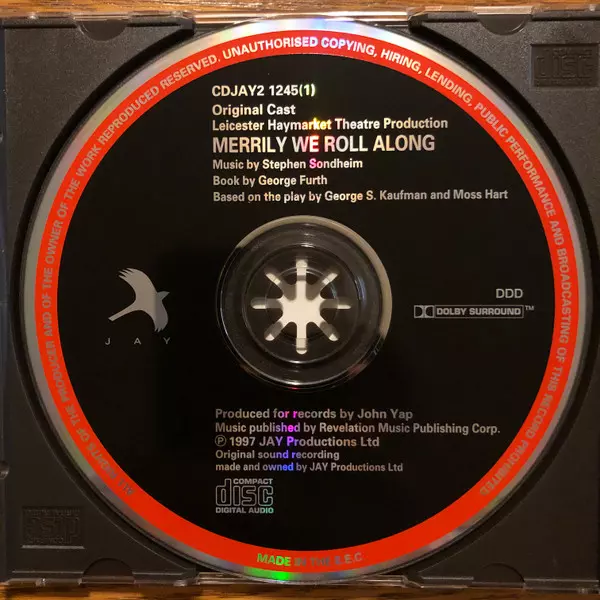 ALL RIGHTS OF THE PRODUCER AND OF THE OWNER OF THE WORK REPRODUCED RESERVED. UNAUTHORISED COPYING, HIRING, LENDING, PUBLIC PERFORMANCE AND BROADCASTING OF THIS RECORD PROHIBITED
CDJAY2 1245(1)
Original Cast
Leicester Haymarket Theatre Production
MERRILY WE ROLL ALONG
Music by Stephen Sondheim
Book by George Furth
Based on the play by George S. Kaufman and Moss Hart
JAY
DDD
DOLBY SURROUND™
Produced for records by John Yap
Music published by Revelation Music Publishing Corp.
℗ 1997 JAY Productions Ltd
Original sound recording
made and owned by JAY Productions Ltd
COMPACT
disc
DIGITAL AUDIO
MADE IN THE E.E.C